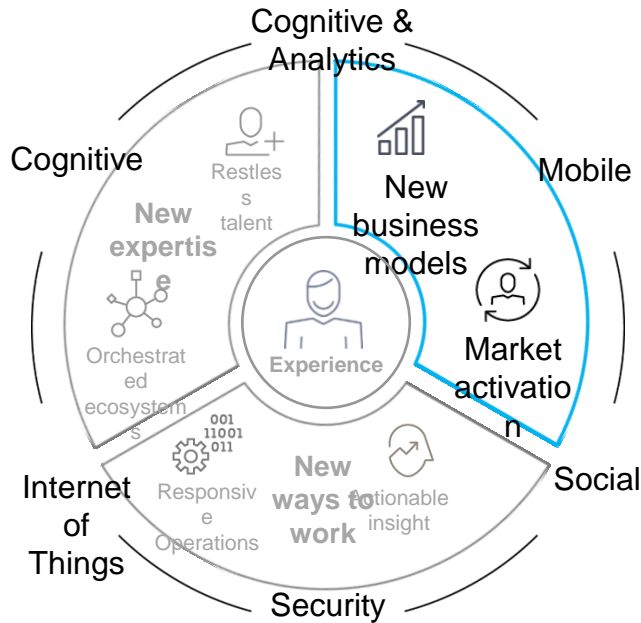 Cognitive &
Analytics
Cognitive
Mobile
Restles
s
talent
New
expertis
e
New
business
models
Orchestrat
ed
ecosystem
s
Experience
Market
activatio
n
001
11001
011
Responsiv
e
Operations
New
ways to
work
Actionable
insight
Internet
of
Things
Social
Security